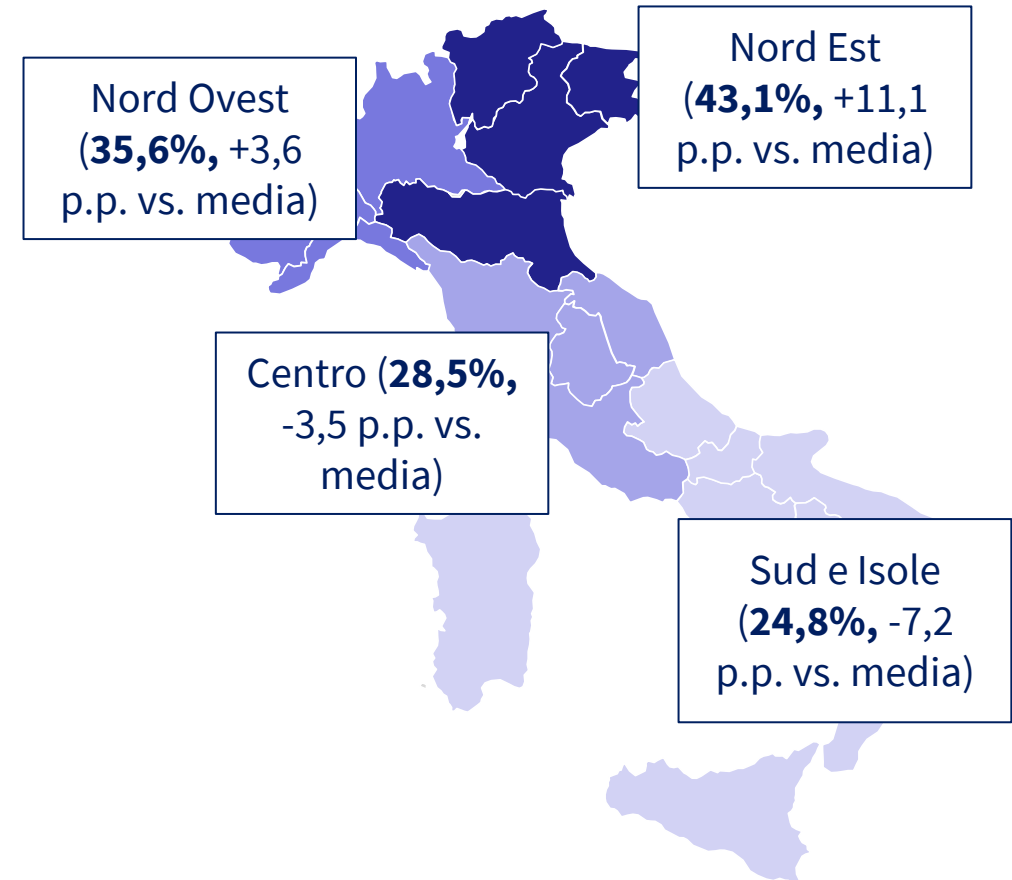 Nord Ovest
(35,6%, +3,6
p.p. vs. media)
Nord Est
(43,1%, +11,1
p.p. vs. media)
Centro (28,5%,
-3,5 p.p. vs.
media)
Sud e Isole
(24,8%, -7,2
p.p. vs. media)